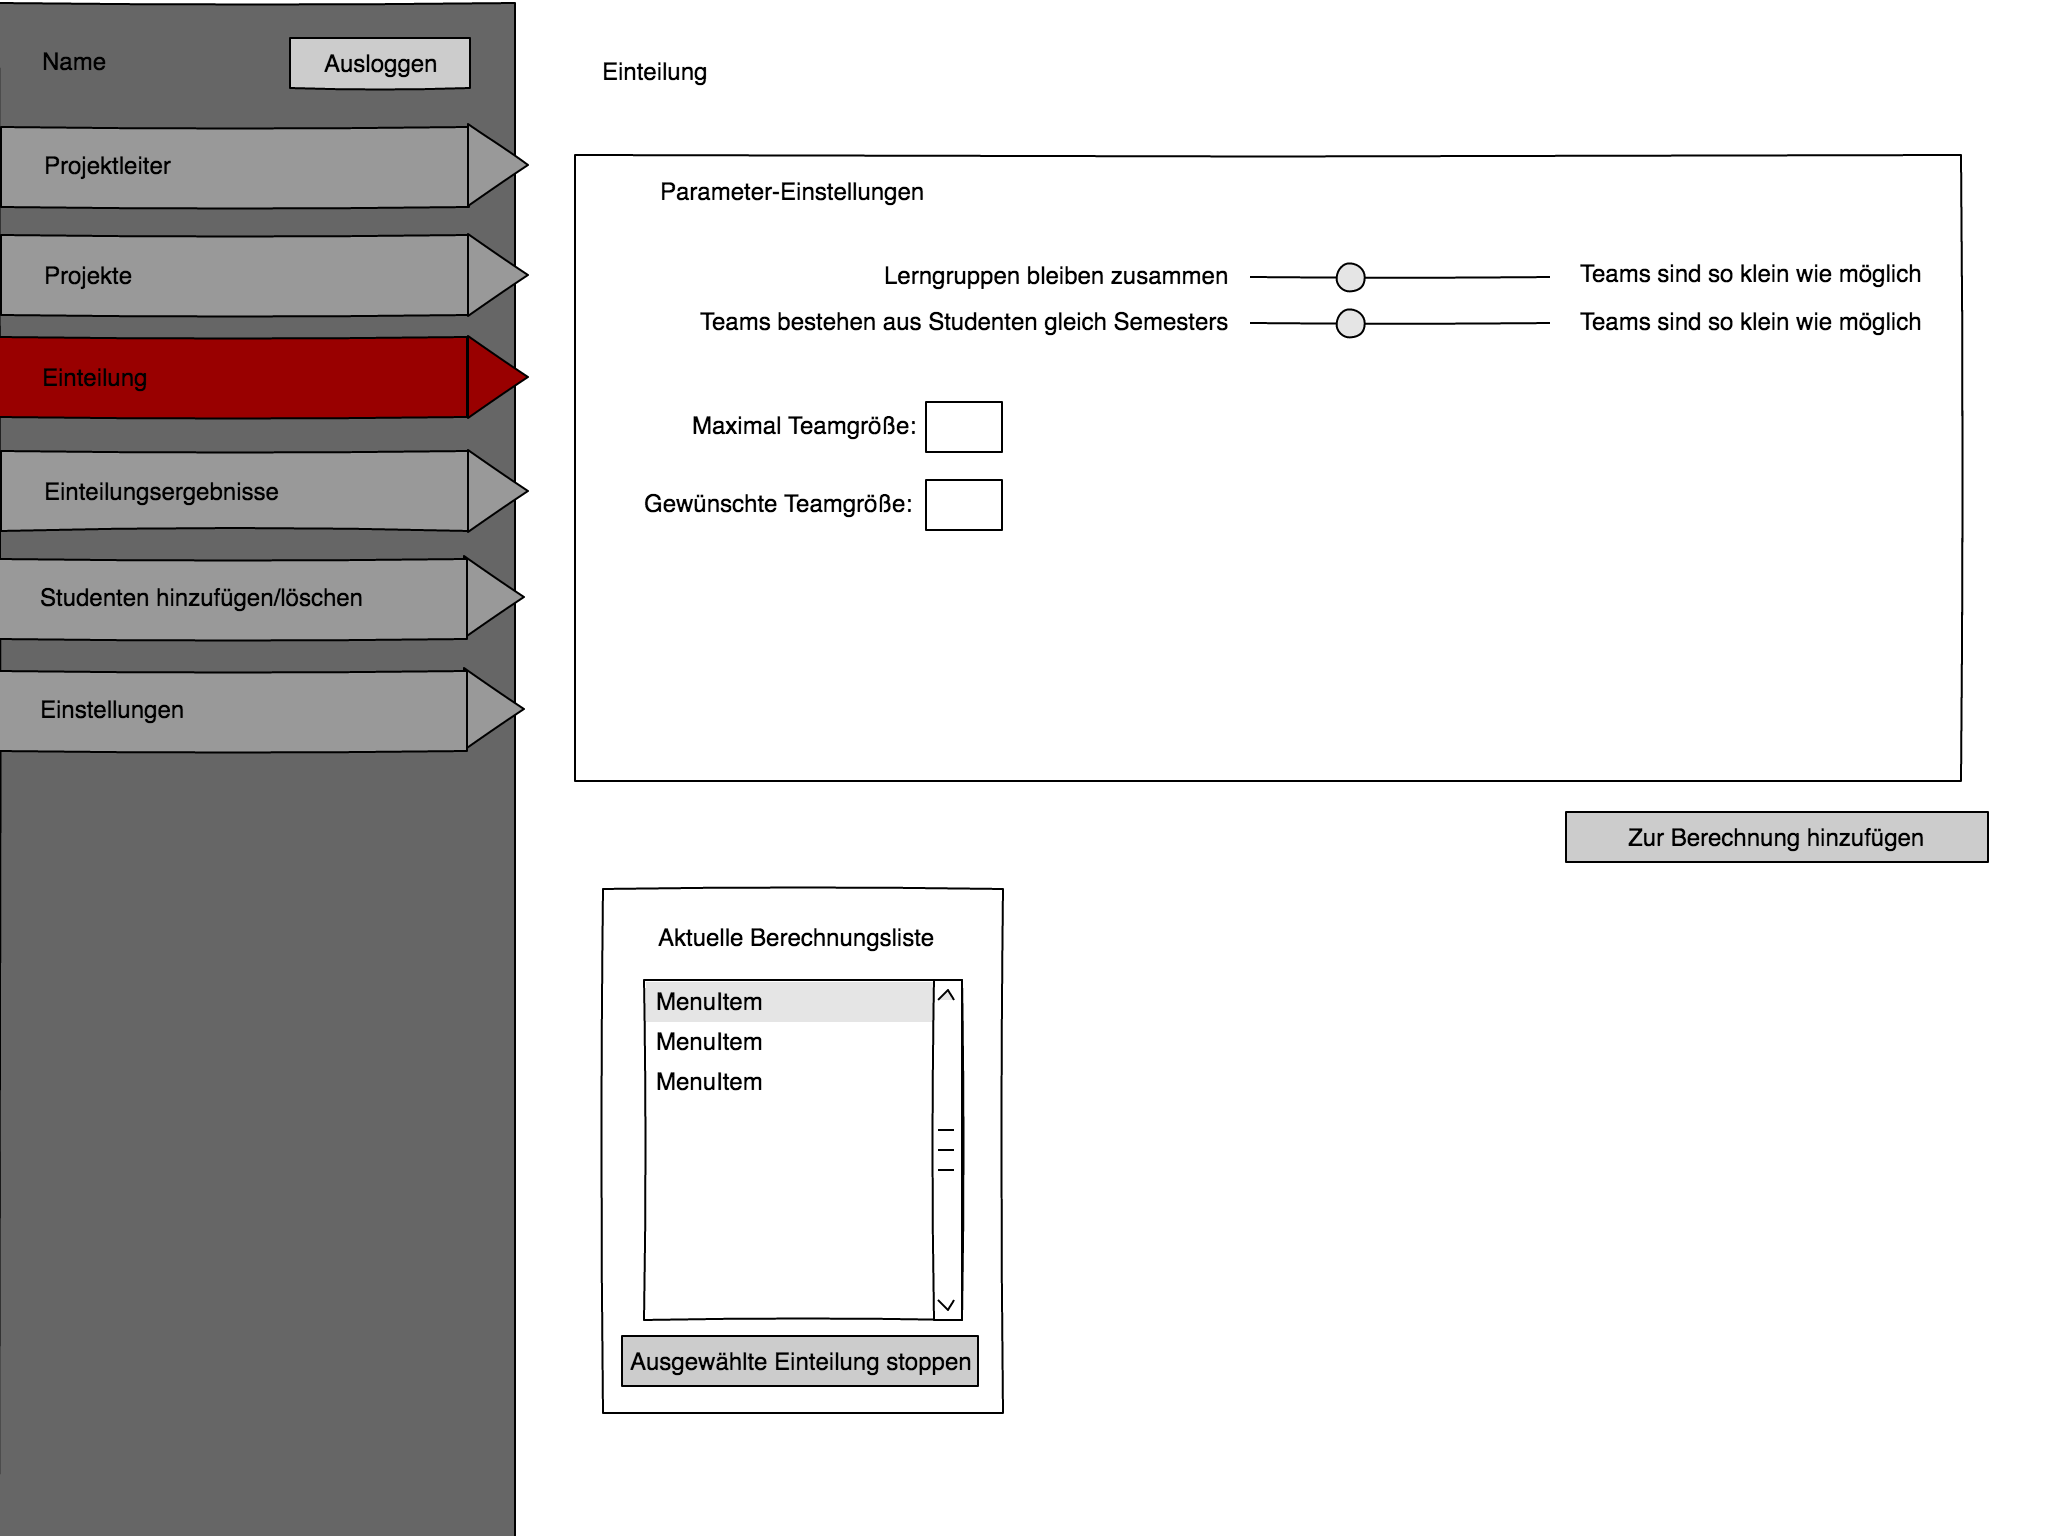 Name
Ausloggen
Projektleiter
Projekte
Einteilung
Einteilungsergebnisse
Studenten hinzufügen/löschen
Einstellungen
Einteilung
Parameter-Einstellungen
Lerngruppen bleiben zusammen
Teams sind so klein wie möglich
Teams bestehen aus Studenten gleich Semesters
Teams sind so klein wie möglich
Maximal Teamgröße:
Gewünschte Teamgröße:
Zur Berechnung hinzufügen
Aktuelle Berechnungsliste
MenuItem
MenuItem
MenuItem
Ausgewählte Einteilung stoppen